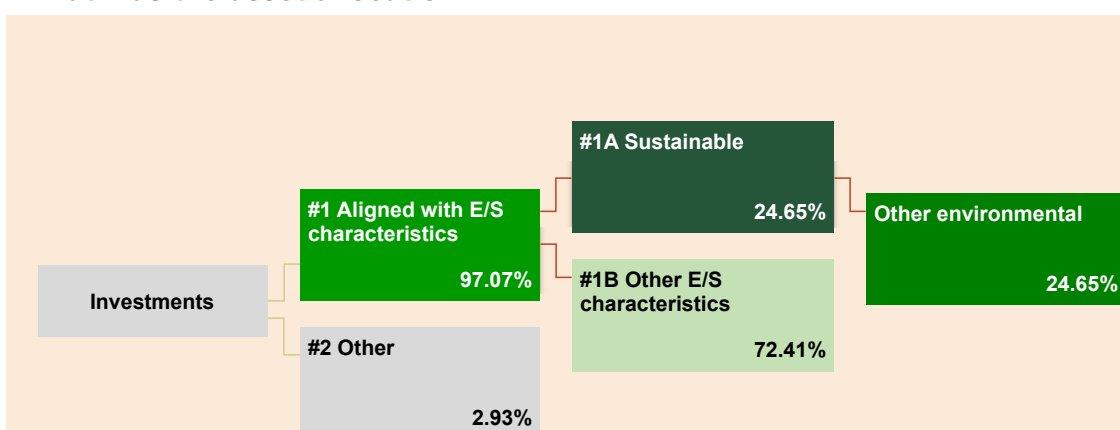 #1A Sustainable
24.65%
#1 Aligned with E/S
characteristics
97.07%
Other environmental
24.65%
Investments
#1B Other E/S
characteristics
72.41%
#2 Other
2.93%